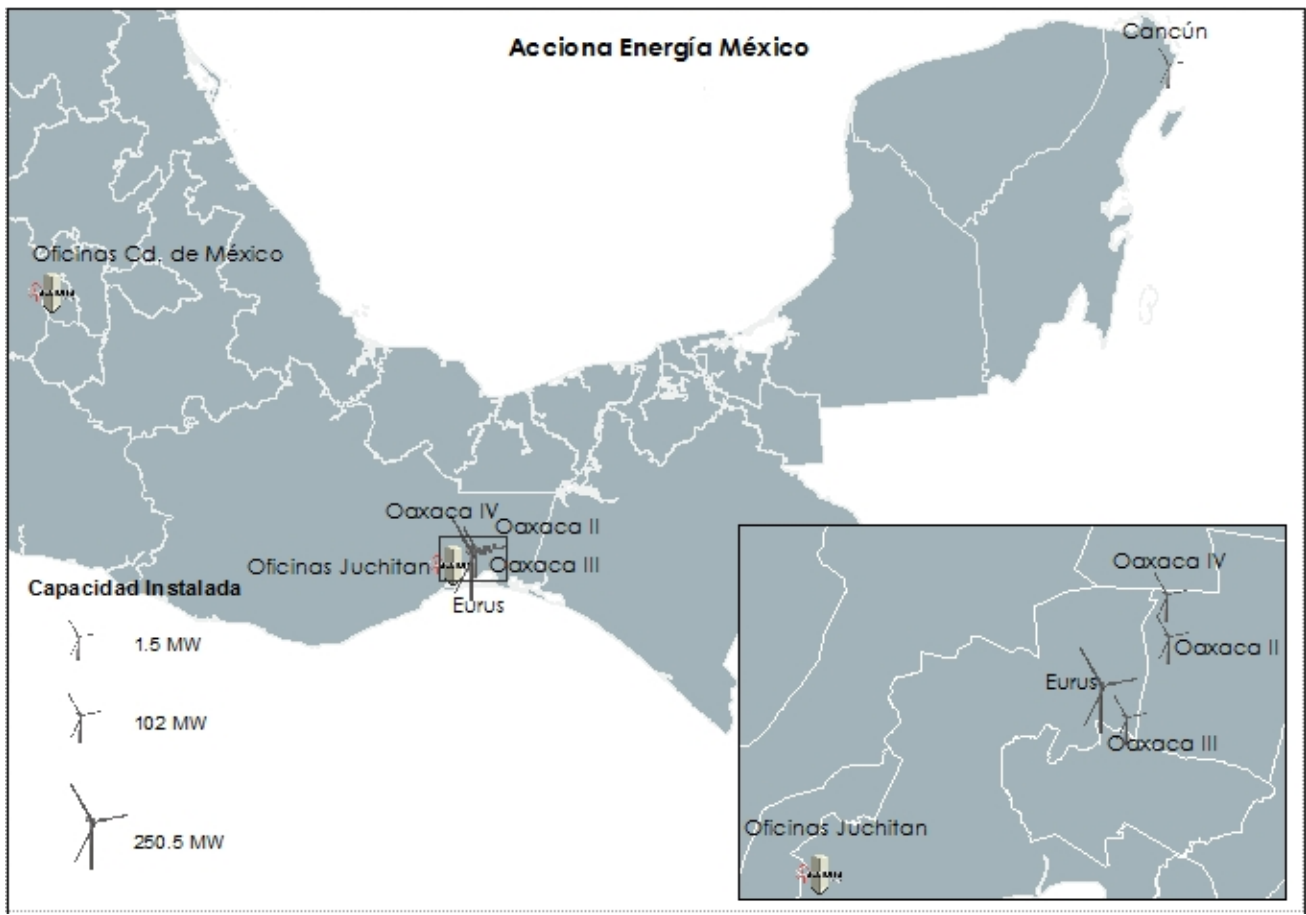 Acciona Energía México
Cancún
Oficinas Cd. de México
Oaxaca IV
Oaxaca II
Oficinas Juchitan
Oaxaca III
Eurus
Capacidad Instalada
1.5 MW
102 MW
250.5 MW
Oaxaca IV
Oaxaca II
Eurus
Oaxaca III
Oficinas Juchitan